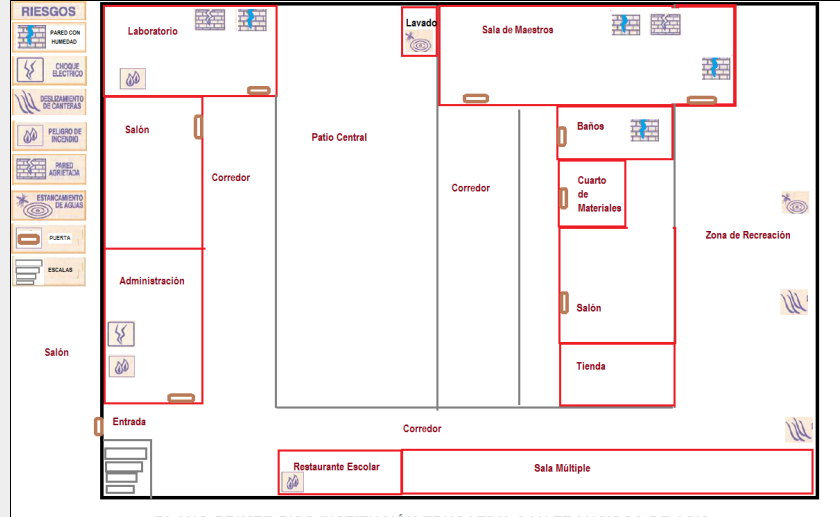 RIESGOS
PARED CON
HUMEDAD
CHOQUE
ELECTRICO
DESLIZAMIENTO
DE CANTERAS
PELIGRO DE
INCENDIO
PARED
AGRIETADA
ESTANCAMIENTO
DE AGUAS
PUERTA
ESCALAS
Salón
Laboratorio
Lavado
Sala de Maestros
Salón
Patio Central
Baños
Corredor
Corredor
Cuarto
de
Materiales
Zona de Recreación
Administración
Salón
Tienda
Entrada
Corredor
Restaurante Escolar
Sala Múltiple